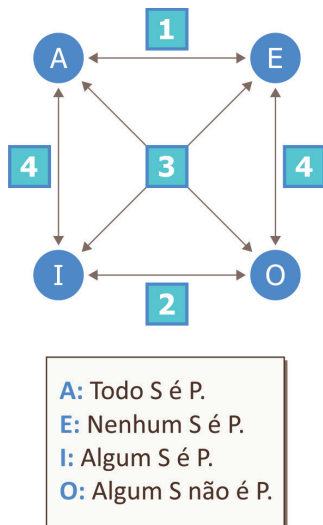 1
A
E
4
3
4
I
O
2
A: Todo S é P.
E: Nenhum S é P.
I: Algum S é P.
O: Algum S não é P.